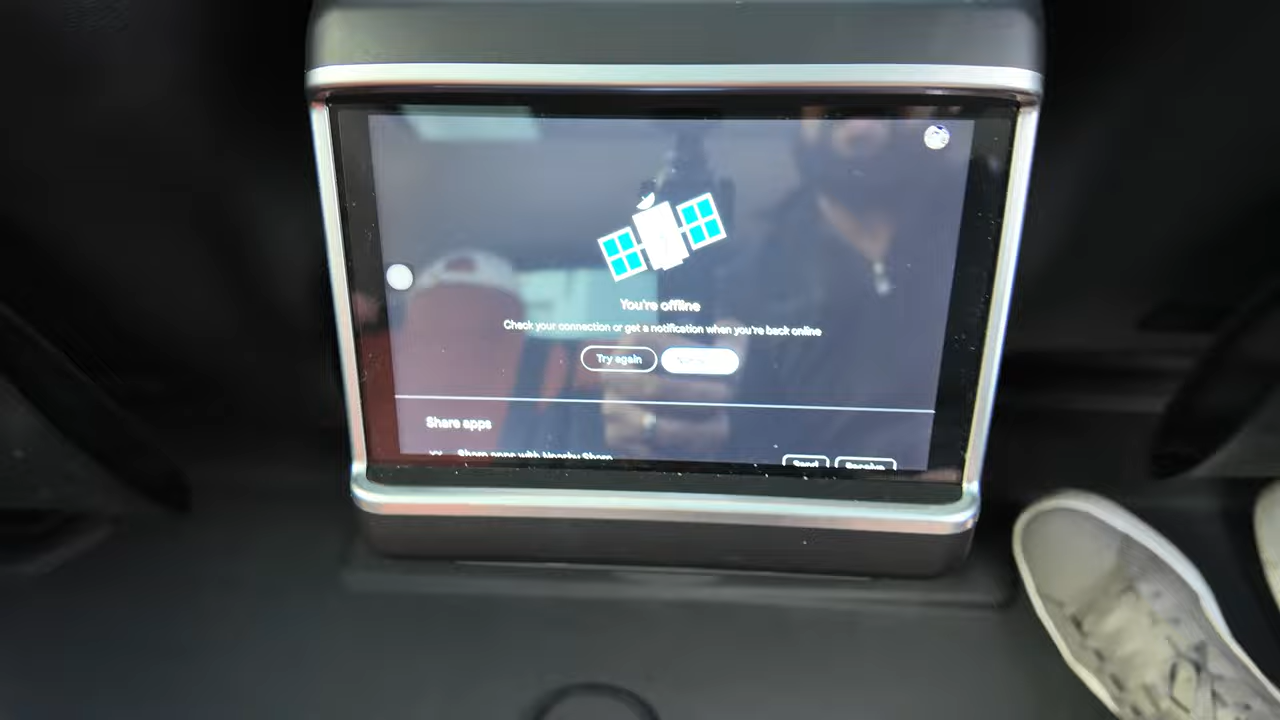 You're offline
Check your connection or get a notification when you're back online
Try again
Share apps
Share apps with Nearby Share
Send
Receive